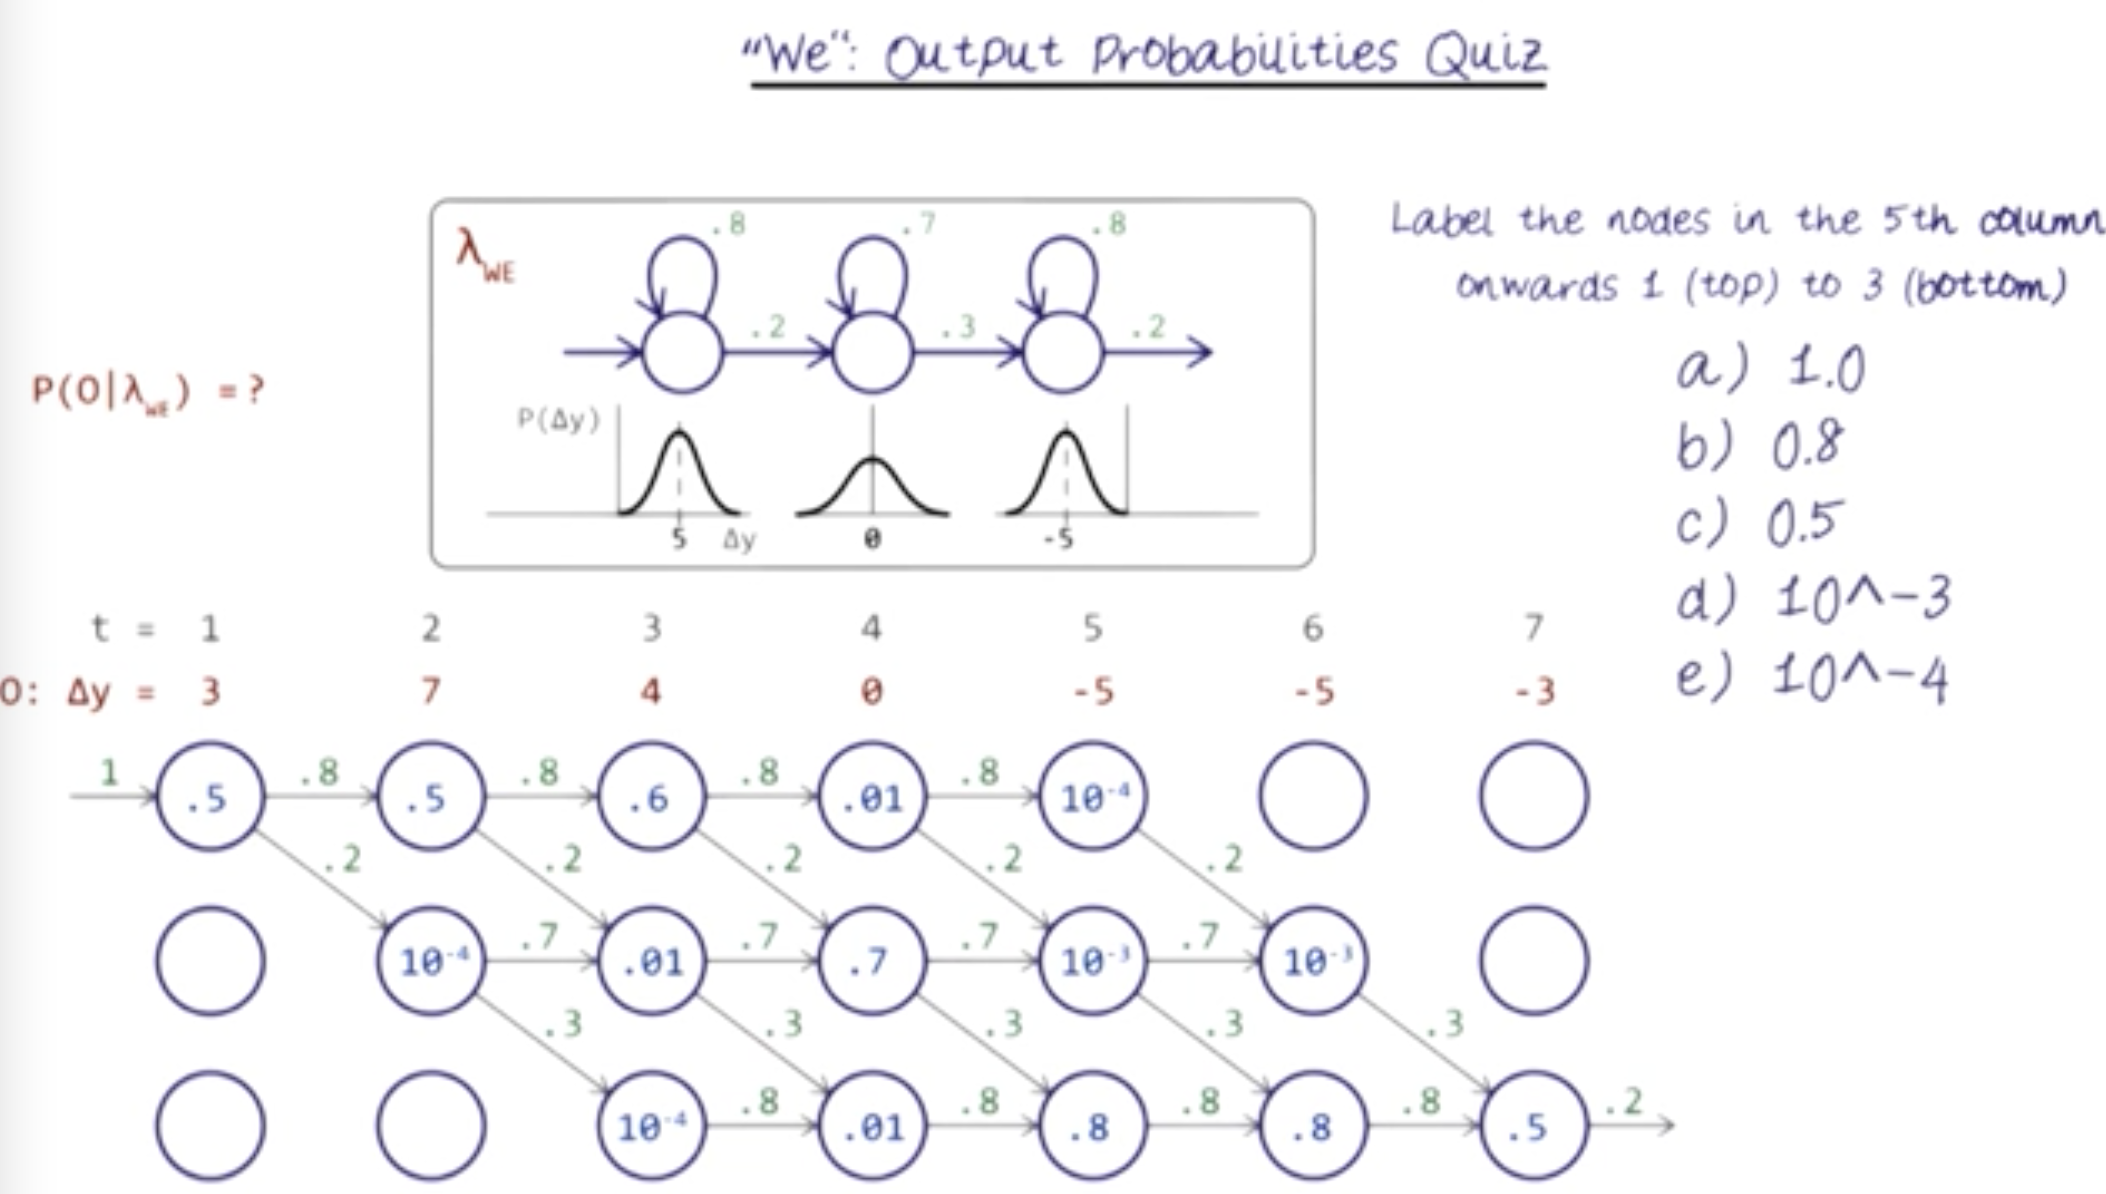 "We": Output Probabilities Quiz
Label the nodes in the 5th column
onwards 1 (top) to 3 (bottom)
a) 1.0
b) 0.8
c) 0.5
d) 10^-3
e) 10^-4
P(O|λWE) = ?
λWE
.8 .7 .8
.2 .3 .2
P(Δy)
5 Δy 0 -5
t = 1 2 3 4 5 6 7
O: Δy = 3 7 4 0 -5 -5 -3
1 .5 .8 .5 .8 .6 .8 .01 .8 10⁻⁴
.2 .2 .2 .2 .2
10⁻⁴ .7 .01 .7 .7 .7 10⁻³ .7 10⁻³
.3 .3 .3 .3 .3
10⁻⁴ .8 .01 .8 .8 .8 .8 .8 .5 .2